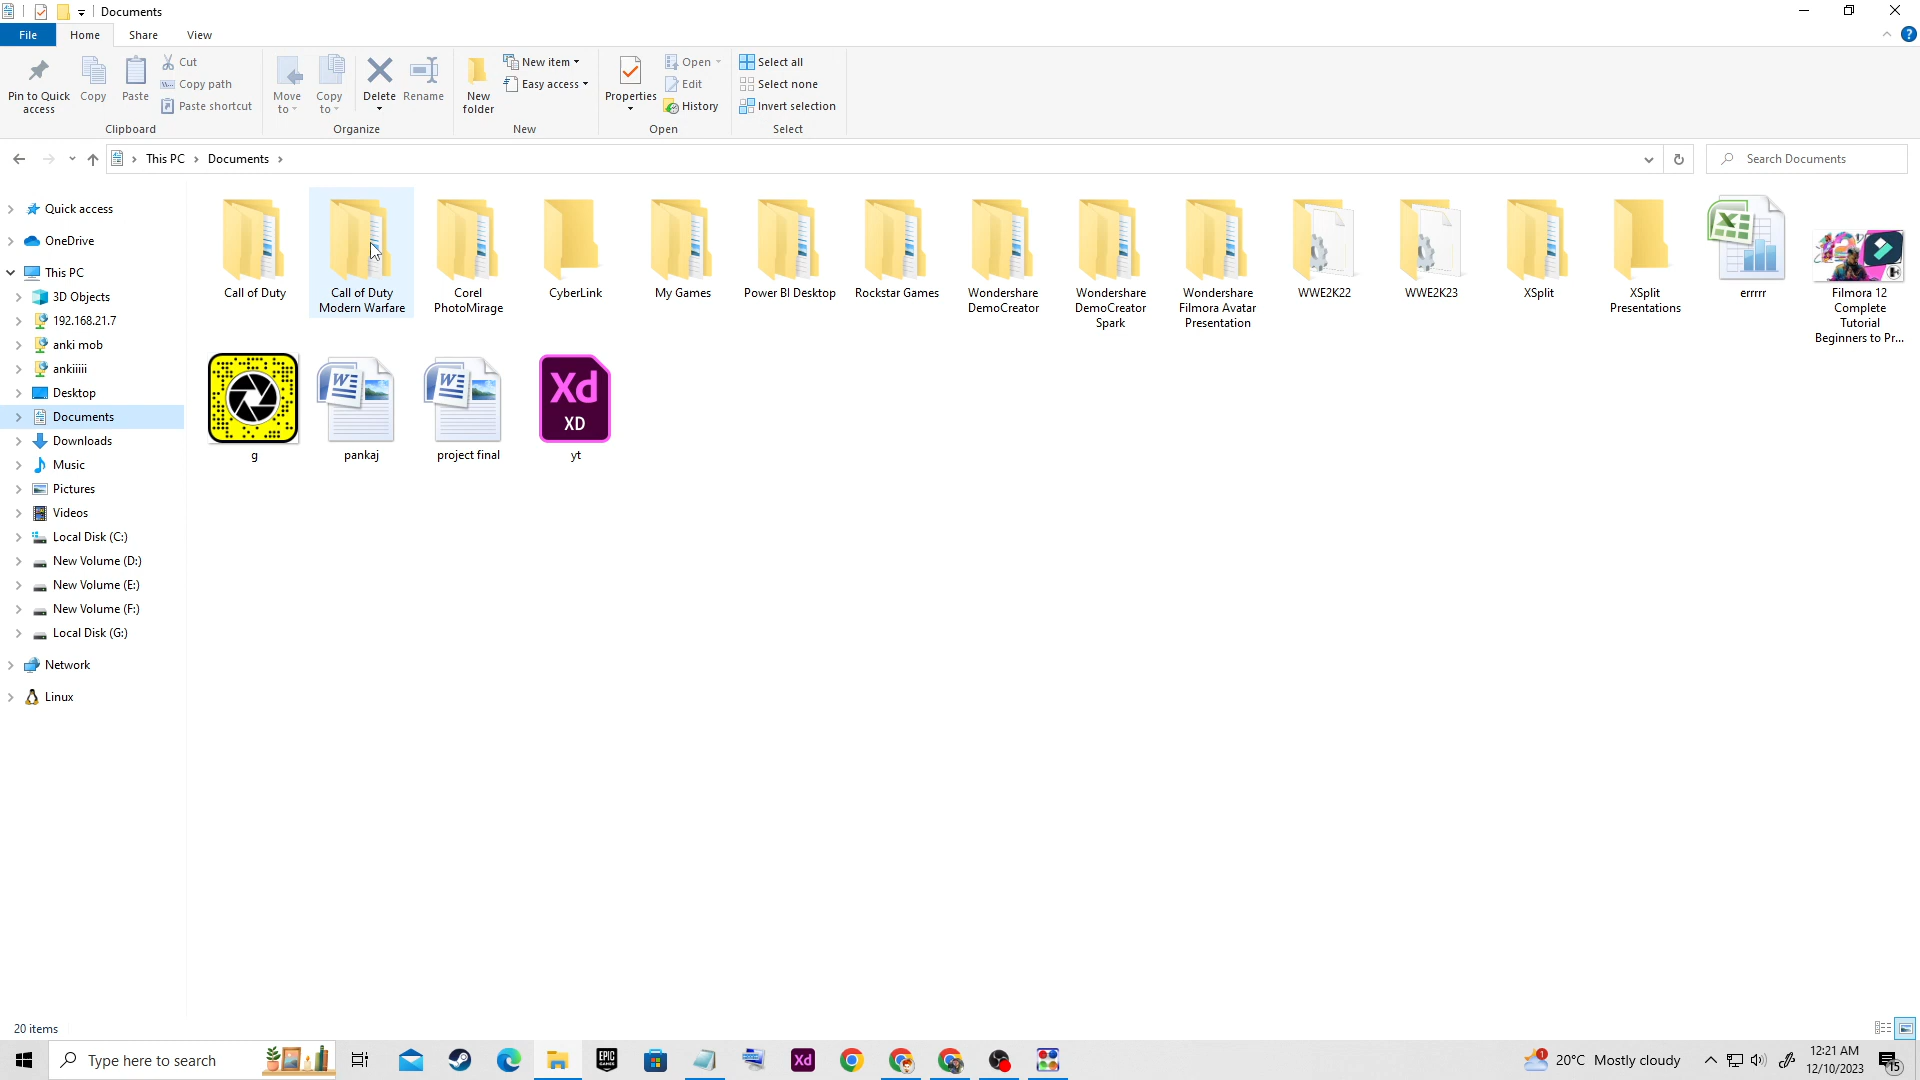 Documents
File
Home
Share
View
Pin to Quick access
Copy
Paste
Cut
Copy path
Paste shortcut
Clipboard
Move to
Copy to
Delete
Rename
Organize
New folder
New item
Easy access
New
Properties
Open
Edit
History
Open
Select all
Select none
Invert selection
Select
This PC
Documents
Search Documents
Quick access
OneDrive
This PC
3D Objects
192.168.21.7
anki mob
ankiiiii
Desktop
Documents
Downloads
Music
Pictures
Videos
Local Disk (C:)
New Volume (D:)
New Volume (E:)
New Volume (F:)
Local Disk (G:)
Network
Linux
Call of Duty
Call of Duty
Modern Warfare
Corel
PhotoMirage
CyberLink
My Games
Power BI Desktop
Rockstar Games
Wondershare
DemoCreator
Wondershare
DemoCreator
Spark
Wondershare
Filmora Avatar
Presentation
WWE2K22
WWE2K23
XSplit
XSplit
Presentations
errrrr
Filmora 12
Complete
Tutorial
Beginners to Pr...
g
pankaj
project final
Xd
XD
yt
20 items
Type here to search
EPIC
GAMES
Xd
1
20°C Mostly cloudy
12:21 AM
12/10/2023
15